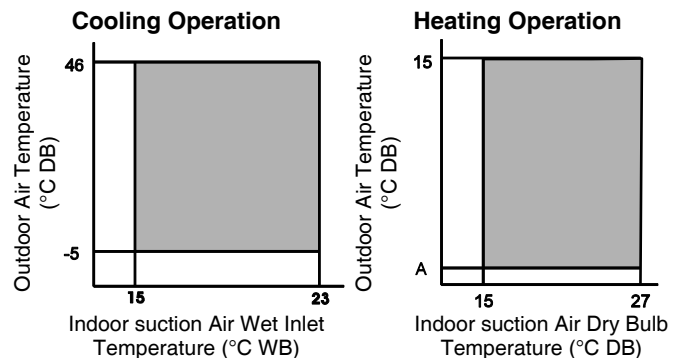 Cooling Operation
46
-5
15
23
Outdoor Air Temperature
(°C DB)
Indoor suction Air Wet Inlet
Temperature (°C WB)
Heating Operation
15
A
15
27
Outdoor Air Temperature
(°C DB)
Indoor suction Air Dry Bulb
Temperature (°C DB)